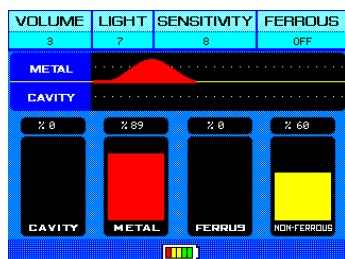 VOLUME LIGHT SENSITIVITY FERROUS
3 7 8 OFF
METAL
CAVITY
% 0 % 89 % 0 % 60
CAVITY METAL FERRUS NON-FERROUS